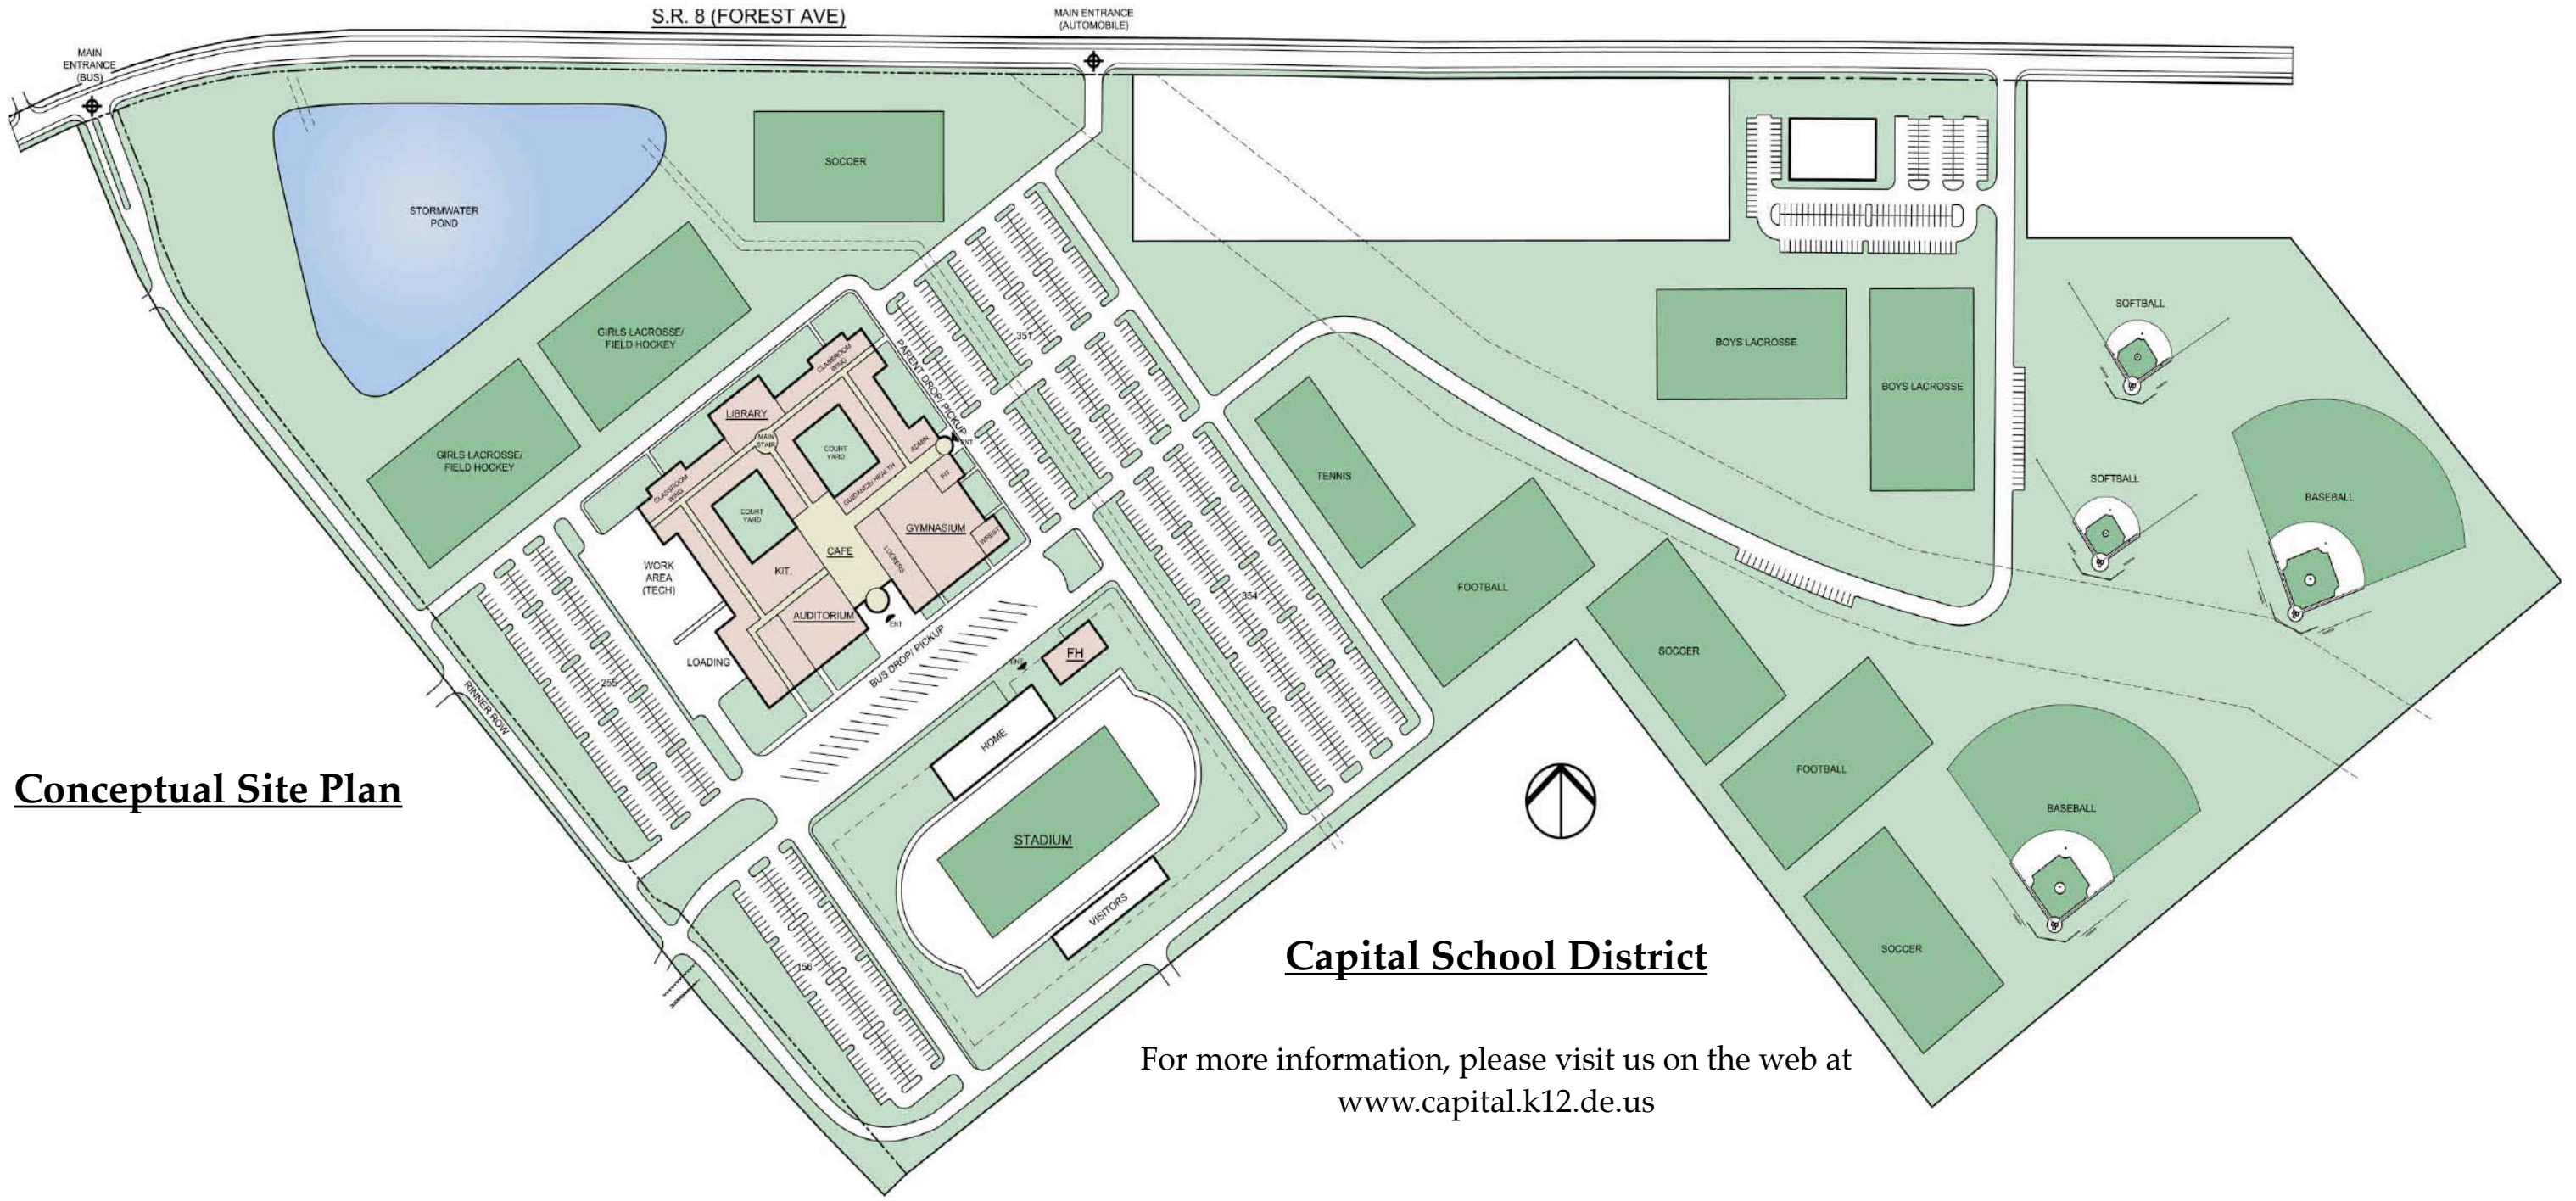 S.R. 8 (FOREST AVE)
MAIN ENTRANCE
(AUTOMOBILE)
MAIN
ENTRANCE
(BUS)
SOCCER
STORMWATER
POND
GIRLS LACROSSE/
FIELD HOCKEY
GIRLS LACROSSE/
FIELD HOCKEY
351
PARENT DROP/ PICKUP
CLASSROOM
WING
LIBRARY
MAIN
STAIR
COURT
YARD
ADMIN.
ENT
GUIDANCE/ HEALTH
FIT.
CLASSROOM
WING
COURT
YARD
GYMNASIUM
WREST.
CAFE
LOCKERS
KIT.
WORK
AREA
(TECH)
AUDITORIUM
ENT
LOADING
BUS DROP/ PICKUP
FH
ENT
HOME
STADIUM
VISITORS
255
RINNER ROW
156
354
TENNIS
FOOTBALL
BOYS LACROSSE
BOYS LACROSSE
SOFTBALL
SOFTBALL
BASEBALL
SOCCER
FOOTBALL
BASEBALL
SOCCER
Conceptual Site Plan
Capital School District
For more information, please visit us on the web at
www.capital.k12.de.us